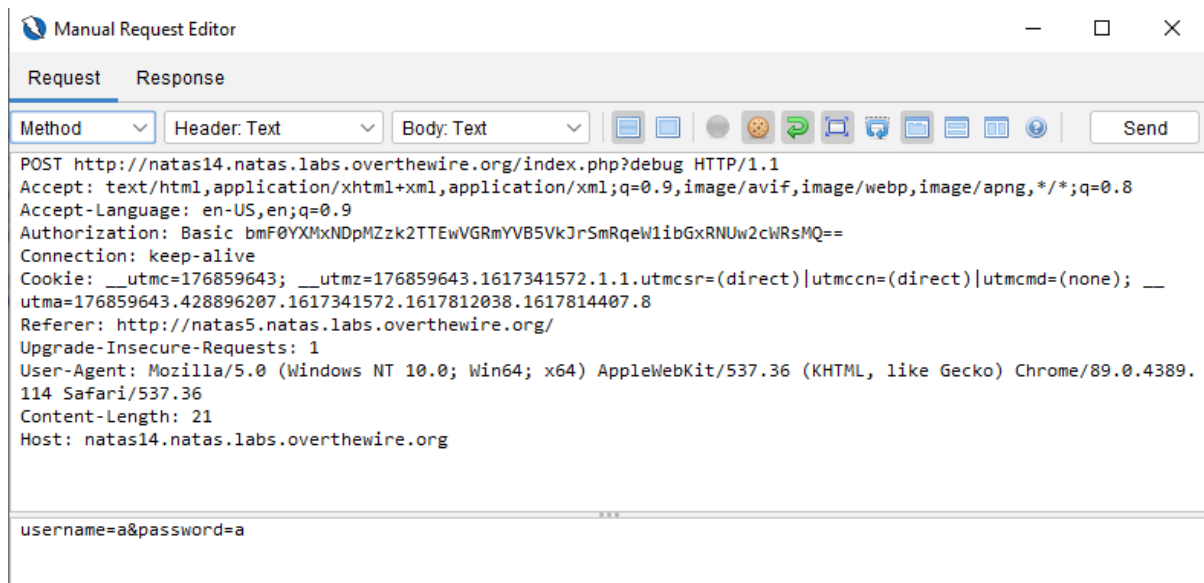 Manual Request Editor
Request Response
Method Header: Text Body: Text Send
POST http://natas14.natas.labs.overthewire.org/index.php?debug HTTP/1.1
Accept: text/html,application/xhtml+xml,application/xml;q=0.9,image/avif,image/webp,image/apng,*/*;q=0.8
Accept-Language: en-US,en;q=0.9
Authorization: Basic bmF0YXMxNDpMZzk2TTEwVGRmYVB5VkJrSmRqeW1ibGxRNUw2cWRsMQ==
Connection: keep-alive
Cookie: __utmc=176859643; __utmz=176859643.1617341572.1.1.utmcsr=(direct)|utmccn=(direct)|utmcmd=(none); __
utma=176859643.428896207.1617341572.1617812038.1617814407.8
Referer: http://natas5.natas.labs.overthewire.org/
Upgrade-Insecure-Requests: 1
User-Agent: Mozilla/5.0 (Windows NT 10.0; Win64; x64) AppleWebKit/537.36 (KHTML, like Gecko) Chrome/89.0.4389.
114 Safari/537.36
Content-Length: 21
Host: natas14.natas.labs.overthewire.org
username=a&password=a